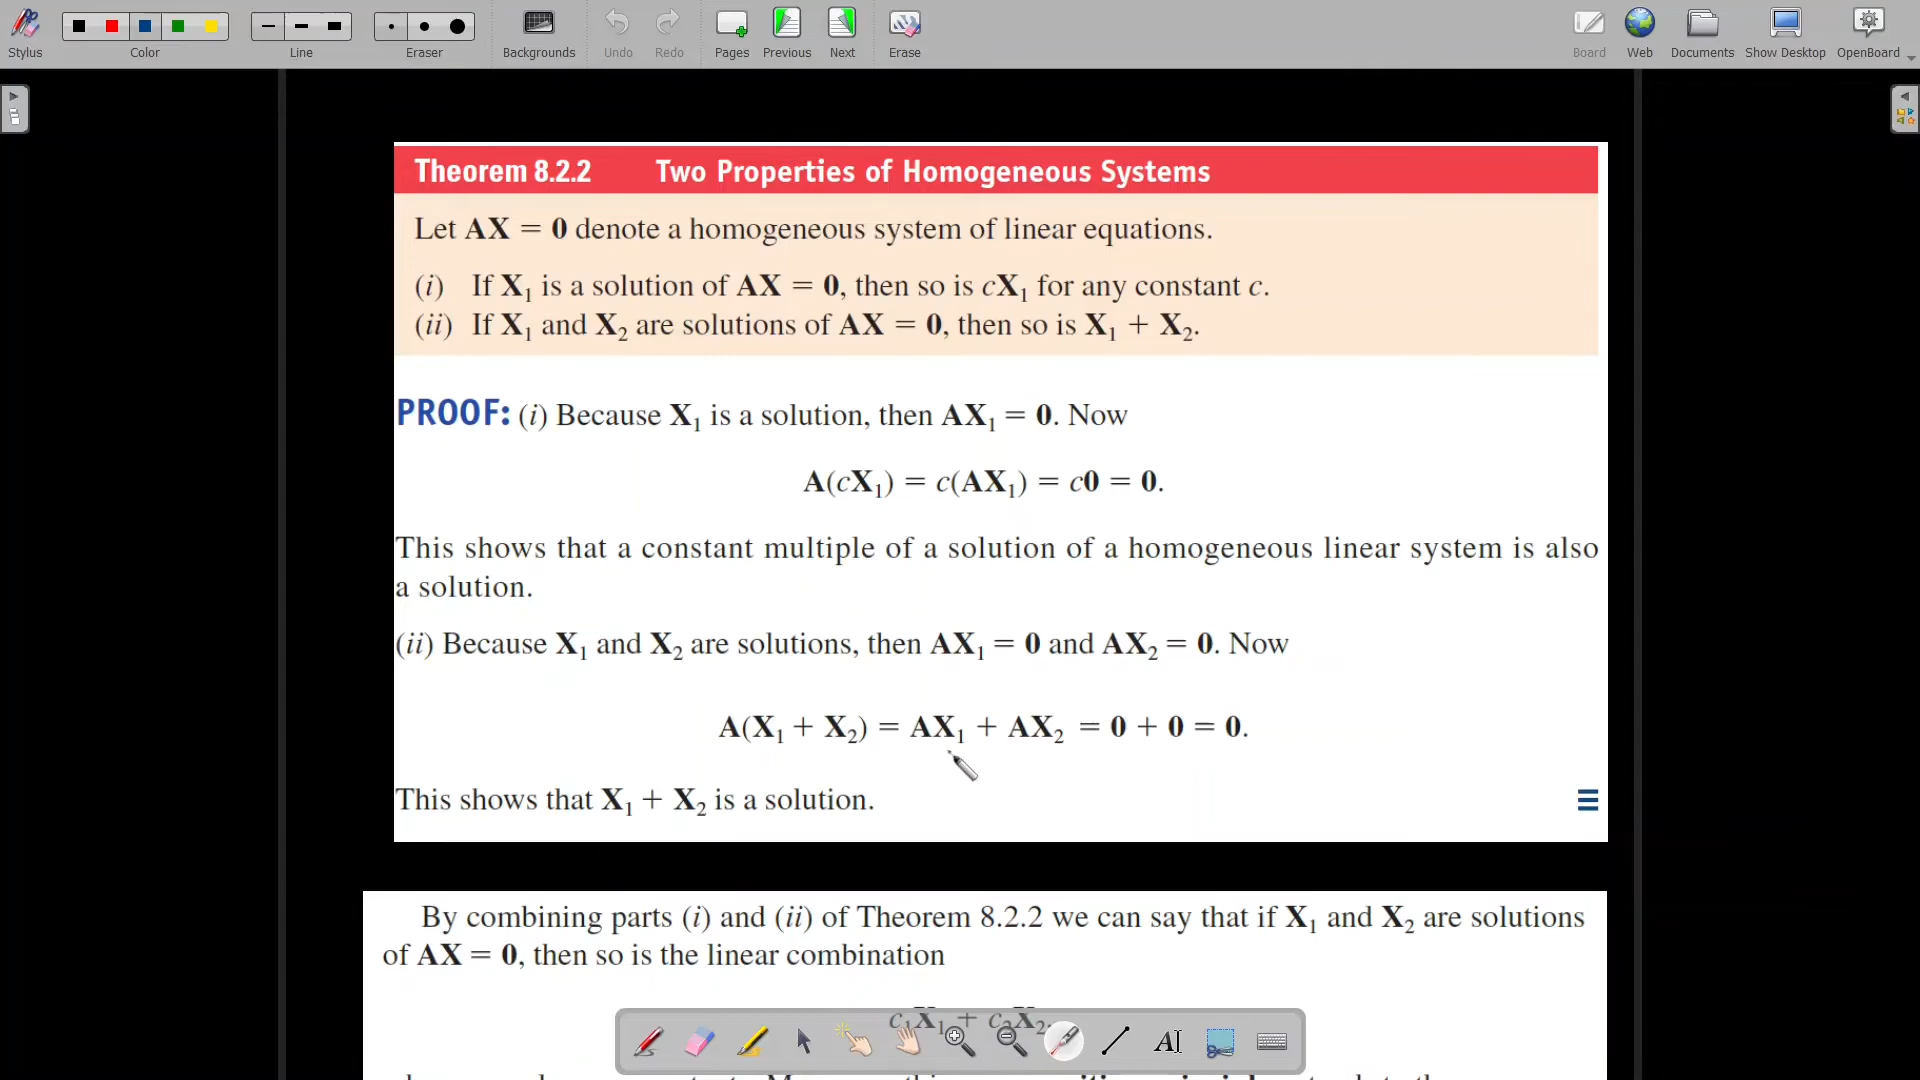 Stylus Color Line Eraser Backgrounds Undo Redo Pages Previous Next Erase Board Web Documents Show Desktop OpenBoard
Theorem 8.2.2 Two Properties of Homogeneous Systems
Let AX = 0 denote a homogeneous system of linear equations.
(i) If X₁ is a solution of AX = 0, then so is cX₁ for any constant c.
(ii) If X₁ and X₂ are solutions of AX = 0, then so is X₁ + X₂.
PROOF: (i) Because X₁ is a solution, then AX₁ = 0. Now
A(cX₁) = c(AX₁) = c0 = 0.
This shows that a constant multiple of a solution of a homogeneous linear system is also
a solution.
(ii) Because X₁ and X₂ are solutions, then AX₁ = 0 and AX₂ = 0. Now
A(X₁ + X₂) = AX₁ + AX₂ = 0 + 0 = 0.
This shows that X₁ + X₂ is a solution.
By combining parts (i) and (ii) of Theorem 8.2.2 we can say that if X₁ and X₂ are solutions
of AX = 0, then so is the linear combination
c₁X₁ + c₂X₂.